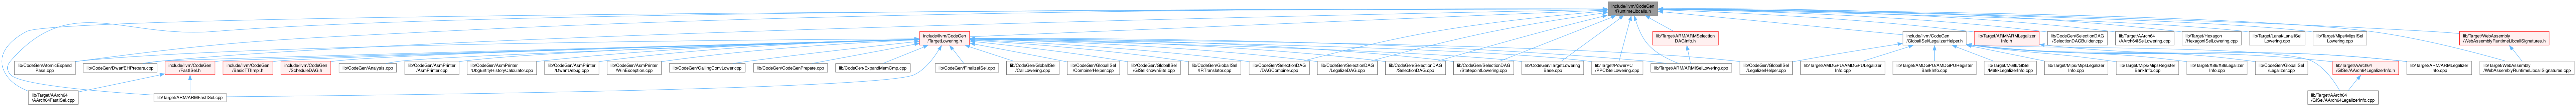 include/llvm/CodeGen
/RuntimeLibcalls.h
include/llvm/CodeGen
/TargetLowering.h
lib/Target/ARM/ARMSelection
DAGInfo.h
include/llvm/CodeGen
/GlobalISel/LegalizerHelper.h
lib/Target/ARM/ARMLegalizer
Info.h
lib/CodeGen/SelectionDAG
/SelectionDAGBuilder.cpp
lib/Target/AArch64
/AArch64ISelLowering.cpp
lib/Target/Hexagon
/HexagonISelLowering.cpp
lib/Target/Lanai/LanaiISel
Lowering.cpp
lib/Target/Mips/MipsISel
Lowering.cpp
lib/Target/WebAssembly
/WebAssemblyRuntimeLibcallSignatures.h
lib/CodeGen/AtomicExpand
Pass.cpp
lib/CodeGen/DwarfEHPrepare.cpp
include/llvm/CodeGen
/FastISel.h
include/llvm/CodeGen
/BasicTTIImpl.h
include/llvm/CodeGen
/ScheduleDAG.h
lib/CodeGen/Analysis.cpp
lib/CodeGen/AsmPrinter
/AsmPrinter.cpp
lib/CodeGen/AsmPrinter
/DbgEntityHistoryCalculator.cpp
lib/CodeGen/AsmPrinter
/DwarfDebug.cpp
lib/CodeGen/AsmPrinter
/WinException.cpp
lib/CodeGen/CallingConvLower.cpp
lib/CodeGen/CodeGenPrepare.cpp
lib/CodeGen/ExpandMemCmp.cpp
lib/CodeGen/FinalizeISel.cpp
lib/CodeGen/GlobalISel
/CallLowering.cpp
lib/CodeGen/GlobalISel
/CombinerHelper.cpp
lib/CodeGen/GlobalISel
/GISelKnownBits.cpp
lib/CodeGen/GlobalISel
/IRTranslator.cpp
lib/CodeGen/SelectionDAG
/DAGCombiner.cpp
lib/CodeGen/SelectionDAG
/LegalizeDAG.cpp
lib/CodeGen/SelectionDAG
/SelectionDAG.cpp
lib/CodeGen/SelectionDAG
/StatepointLowering.cpp
lib/CodeGen/TargetLowering
Base.cpp
lib/Target/PowerPC
/PPCISelLowering.cpp
lib/Target/ARM/ARMISelLowering.cpp
lib/CodeGen/GlobalISel
/LegalizerHelper.cpp
lib/Target/AMDGPU/AMDGPULegalizer
Info.cpp
lib/Target/AMDGPU/AMDGPURegister
BankInfo.cpp
lib/Target/M68k/GISel
/M68kLegalizerInfo.cpp
lib/Target/Mips/MipsLegalizer
Info.cpp
lib/Target/Mips/MipsRegister
BankInfo.cpp
lib/Target/X86/X86Legalizer
Info.cpp
lib/CodeGen/GlobalISel
/Legalizer.cpp
lib/Target/AArch64
/GISel/AArch64LegalizerInfo.h
lib/Target/ARM/ARMLegalizer
Info.cpp
lib/Target/WebAssembly
/WebAssemblyRuntimeLibcallSignatures.cpp
lib/Target/AArch64
/AArch64FastISel.cpp
lib/Target/ARM/ARMFastISel.cpp
lib/Target/AArch64
/GISel/AArch64LegalizerInfo.cpp